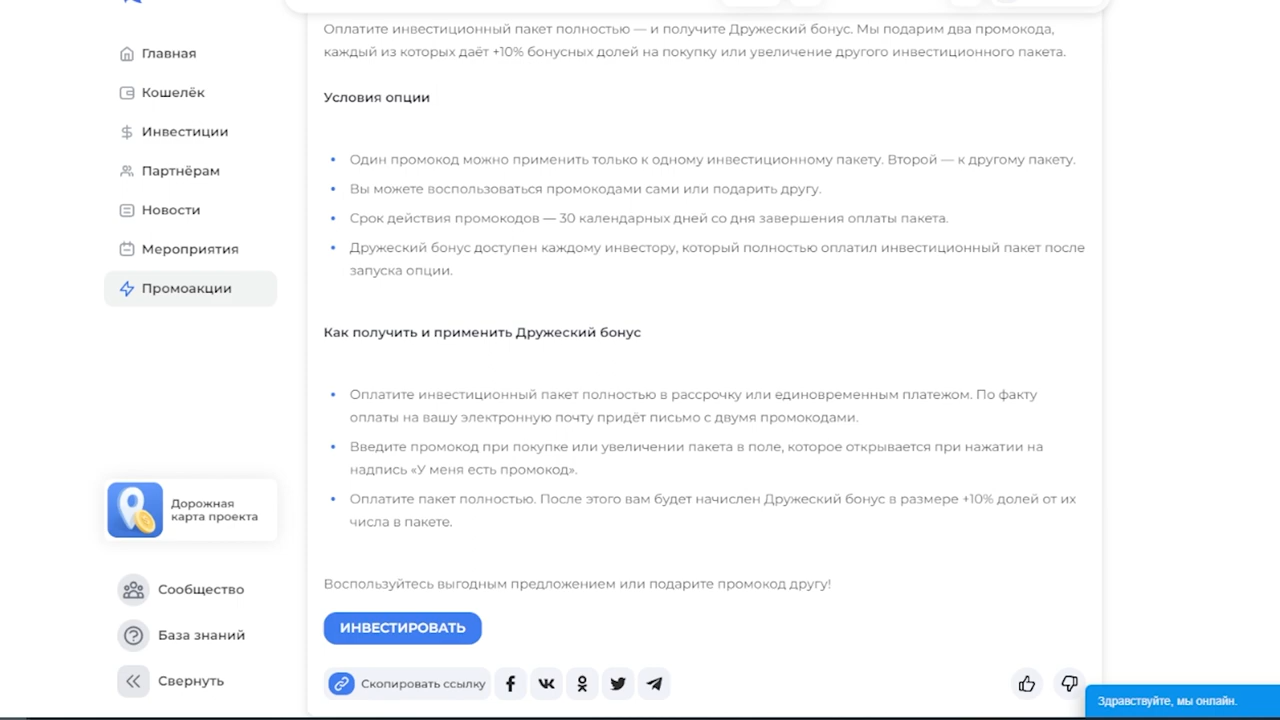 Главная
Кошелёк
Инвестиции
Партнёрам
Новости
Мероприятия
Промоакции
Дорожная
карта проекта
Сообщество
База знаний
Свернуть
Оплатите инвестиционный пакет полностью — и получите Дружеский бонус. Мы подарим два промокода,
каждый из которых даёт +10% бонусных долей на покупку или увеличение другого инвестиционного пакета.
Условия опции
Один промокод можно применить только к одному инвестиционному пакету. Второй — к другому пакету.
Вы можете воспользоваться промокодами сами или подарить другу.
Срок действия промокодов — 30 календарных дней со дня завершения оплаты пакета.
Дружеский бонус доступен каждому инвестору, который полностью оплатил инвестиционный пакет после
запуска опции.
Как получить и применить Дружеский бонус
Оплатите инвестиционный пакет полностью в рассрочку или единовременным платежом. По факту
оплаты на вашу электронную почту придёт письмо с двумя промокодами.
Введите промокод при покупке или увеличении пакета в поле, которое открывается при нажатии на
надпись «У меня есть промокод».
Оплатите пакет полностью. После этого вам будет начислен Дружеский бонус в размере +10% долей от их
числа в пакете.
Воспользуйтесь выгодным предложением или подарите промокод другу!
ИНВЕСТИРОВАТЬ
Скопировать ссылку
Здравствуйте, мы онлайн.